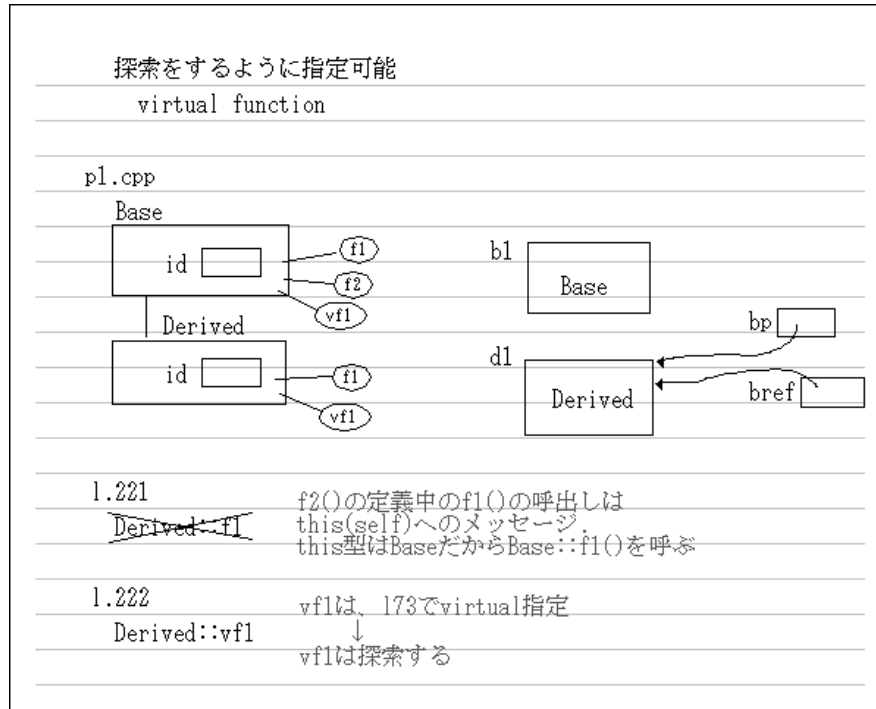 探索をするように指定可能
virtual function
p1.cpp
Base
id
f1
f2
vf1
b1
Base
Derived
id
f1
vf1
bp
d1
Derived
bref
l.221
Derived::f1
f2()の定義中のf1()の呼出しは
this(self)へのメッセージ.
this型はBaseだからBase::f1()を呼ぶ
l.222
Derived::vf1
vf1は、l73でvirtual指定
↓
vf1は探索する